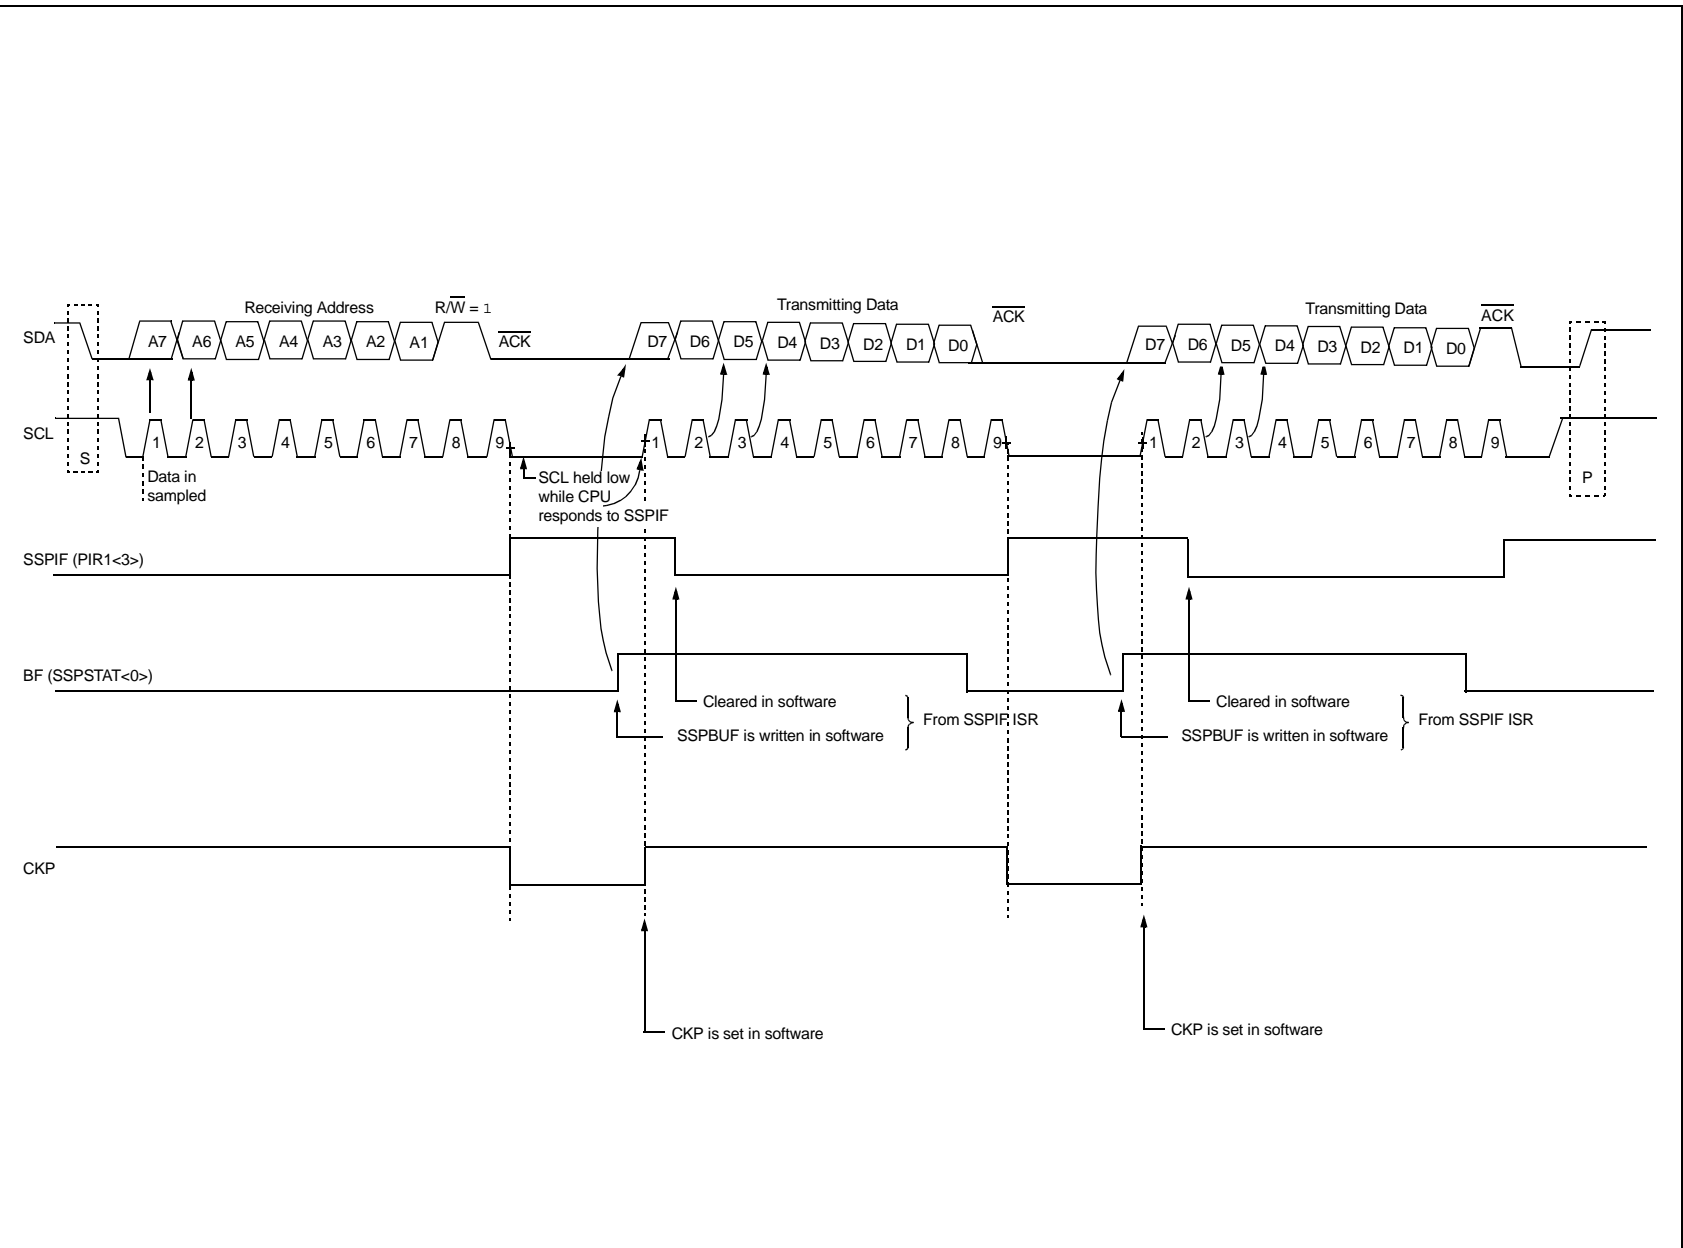 Receiving Address R/W = 1
Transmitting Data
ACK
Transmitting Data
ACK
SDA
A7 A6 A5 A4 A3 A2 A1
ACK
D7 D6 D5 D4 D3 D2 D1 D0
D7 D6 D5 D4 D3 D2 D1 D0
SCL
S
1 2 3 4 5 6 7 8 9
1 2 3 4 5 6 7 8 9
1 2 3 4 5 6 7 8 9
P
Data in
sampled
SCL held low
while CPU
responds to SSPIF
SSPIF (PIR1<3>)
BF (SSPSTAT<0>)
Cleared in software
SSPBUF is written in software
From SSPIF ISR
Cleared in software
SSPBUF is written in software
From SSPIF ISR
CKP
CKP is set in software
CKP is set in software